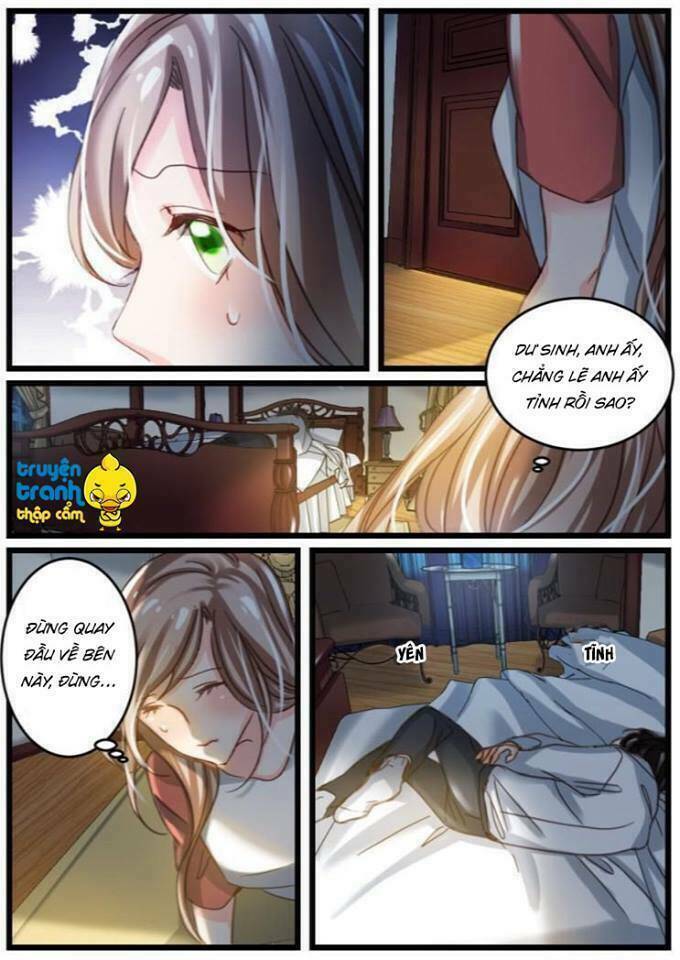 DƯ SINH, ANH ẤY,
CHẲNG LẼ ANH ẤY
TỈNH RỒI SAO?
truyện
tranh
thập cẩm
ĐỪNG QUAY
ĐẦU VỀ BÊN
NÀY, ĐỪNG...
YÊN TĨNH